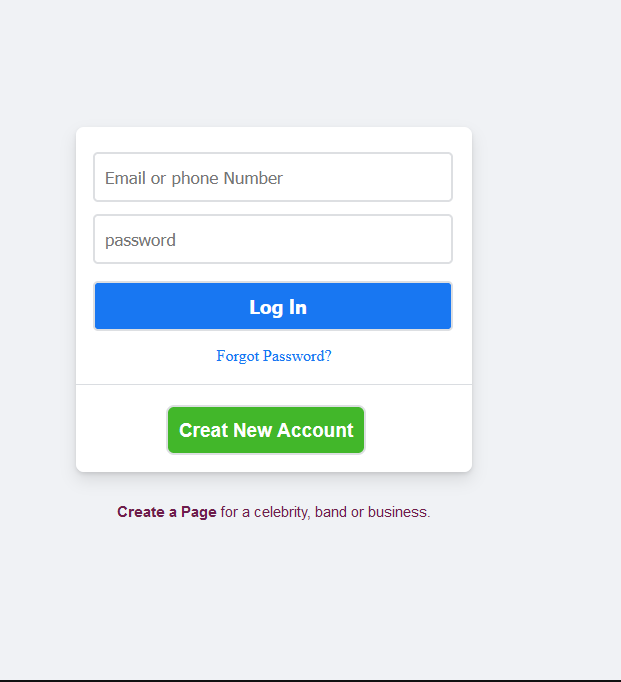 Email or phone Number
password
Log In
Forgot Password?
Creat New Account
Create a Page for a celebrity, band or business.